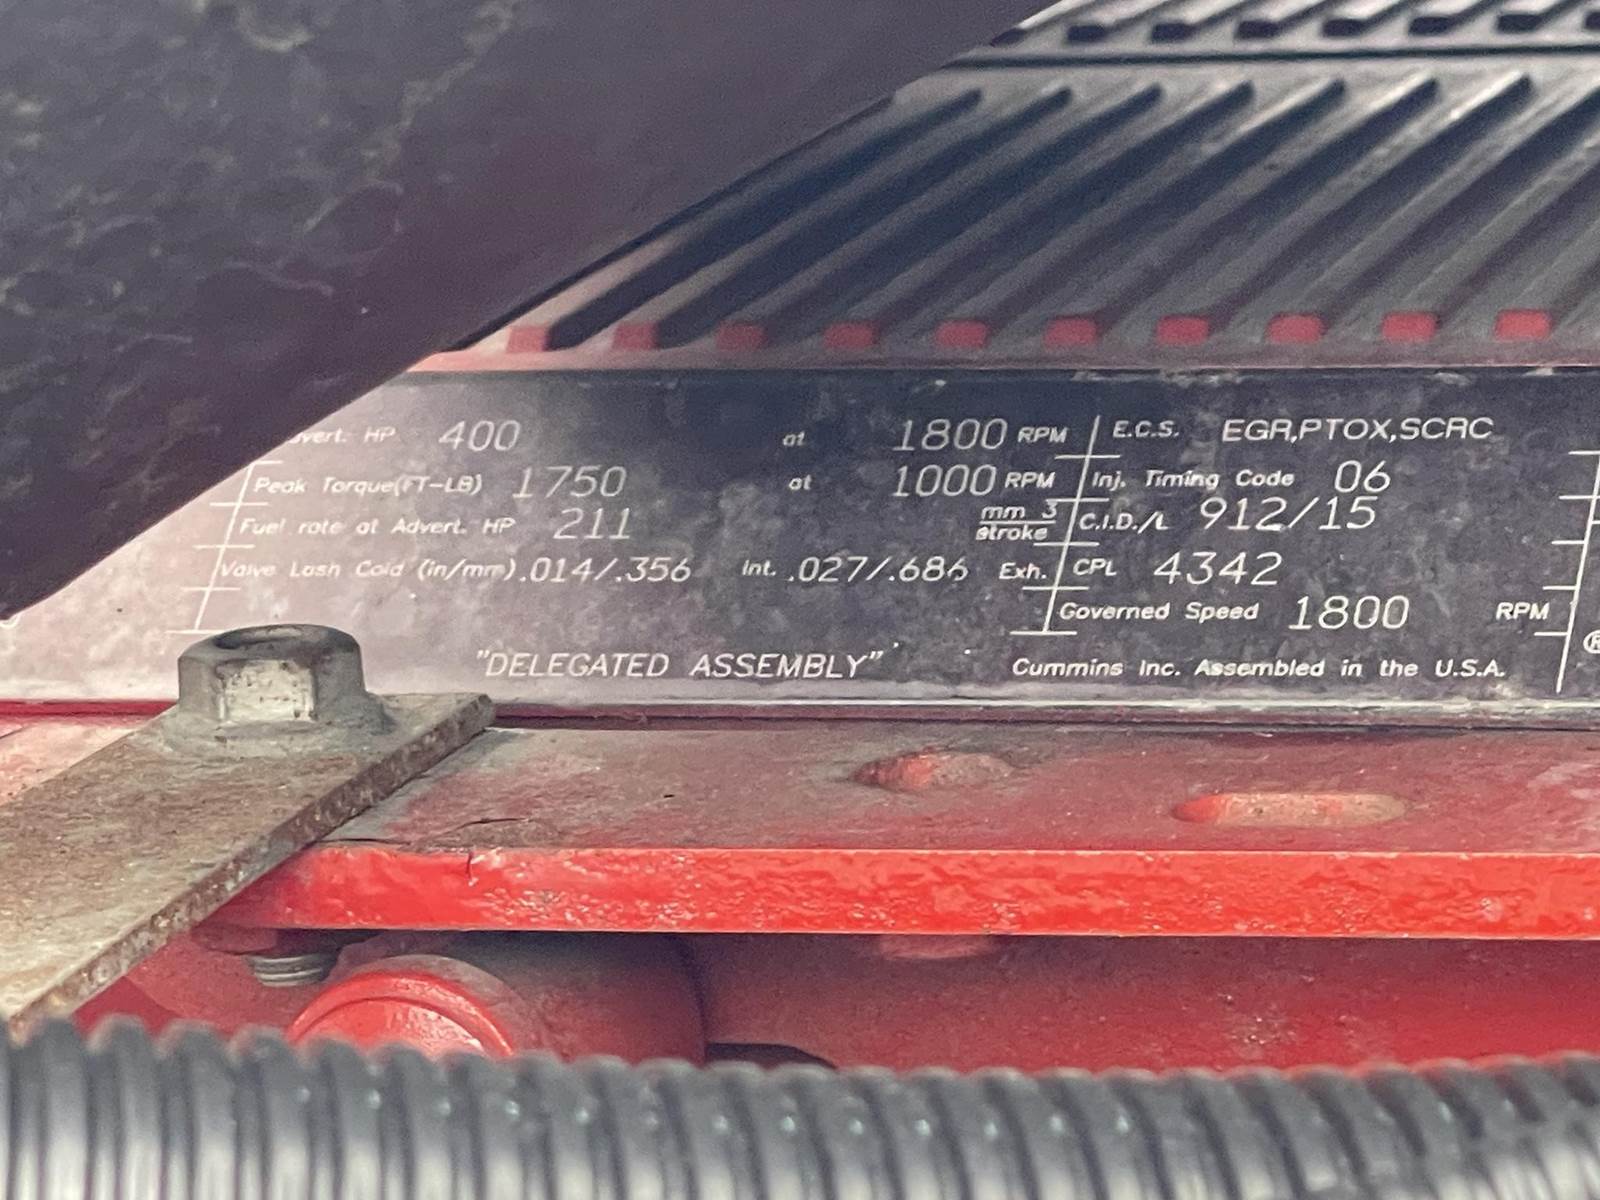 Advert. HP 400 at 1800 RPM
Peak Torque(FT-LB) 1750 at 1000 RPM
Fuel rate at Advert. HP 211 mm 3 stroke
Valve Lash Cold (in/mm).014/.356 Int. .027/.686 Exh.
"DELEGATED ASSEMBLY"
E.C.S. EGR,PTOX,SCRC
Inj. Timing Code 06
C.I.D./L 912/15
CPL 4342
Governed Speed 1800 RPM
Cummins Inc. Assembled in the U.S.A.
®